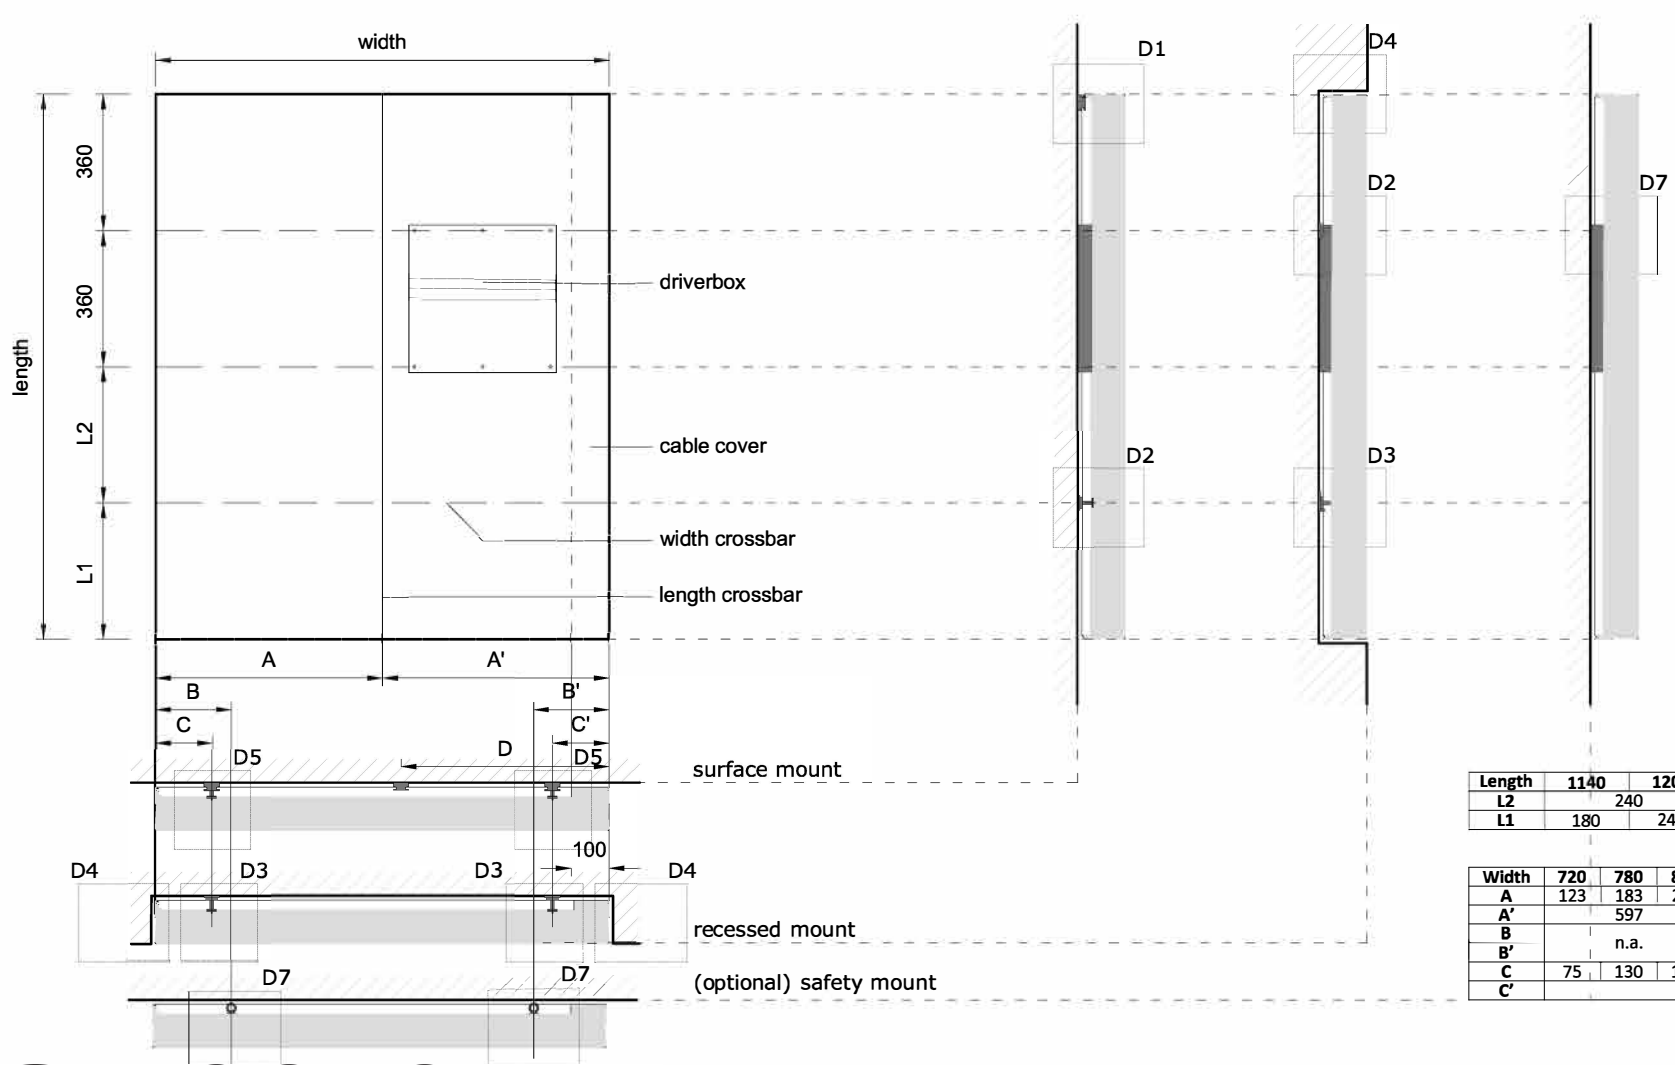 width
D1
D4
360
D2
D7
360
driverbox
length
L2
cable cover
D2
D3
width crossbar
L1
length crossbar
A A'
B B'
C C'
D5 D D5
surface mount
100
D4 D3 D3 D4
recessed mount
D7 D7
(optional) safety mount
Length 1140
L2 240
L1 180
Width 720 780
A 123 183
A' 597
B
B' n.a.
C 75 130
C'